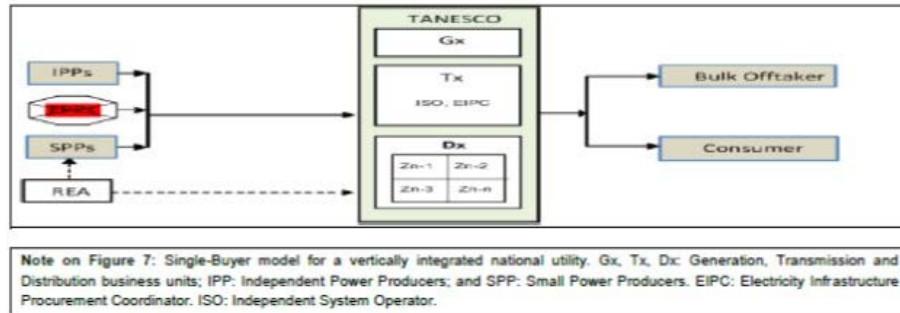 TANESCO
Gx
IPPs
Tx
ISO, EIPC
SPPs
REA
Dx
Zn-1 Zn-2
Zn-3 Zn-n
Bulk Offtaker
Consumer
Note on Figure 7: Single-Buyer model for a vertically integrated national utility. Gx, Tx, Dx: Generation, Transmission and
Distribution business units; IPP: Independent Power Producers; and SPP: Small Power Producers. EIPC: Electricity Infrastructure
Procurement Coordinator. ISO: Independent System Operator.